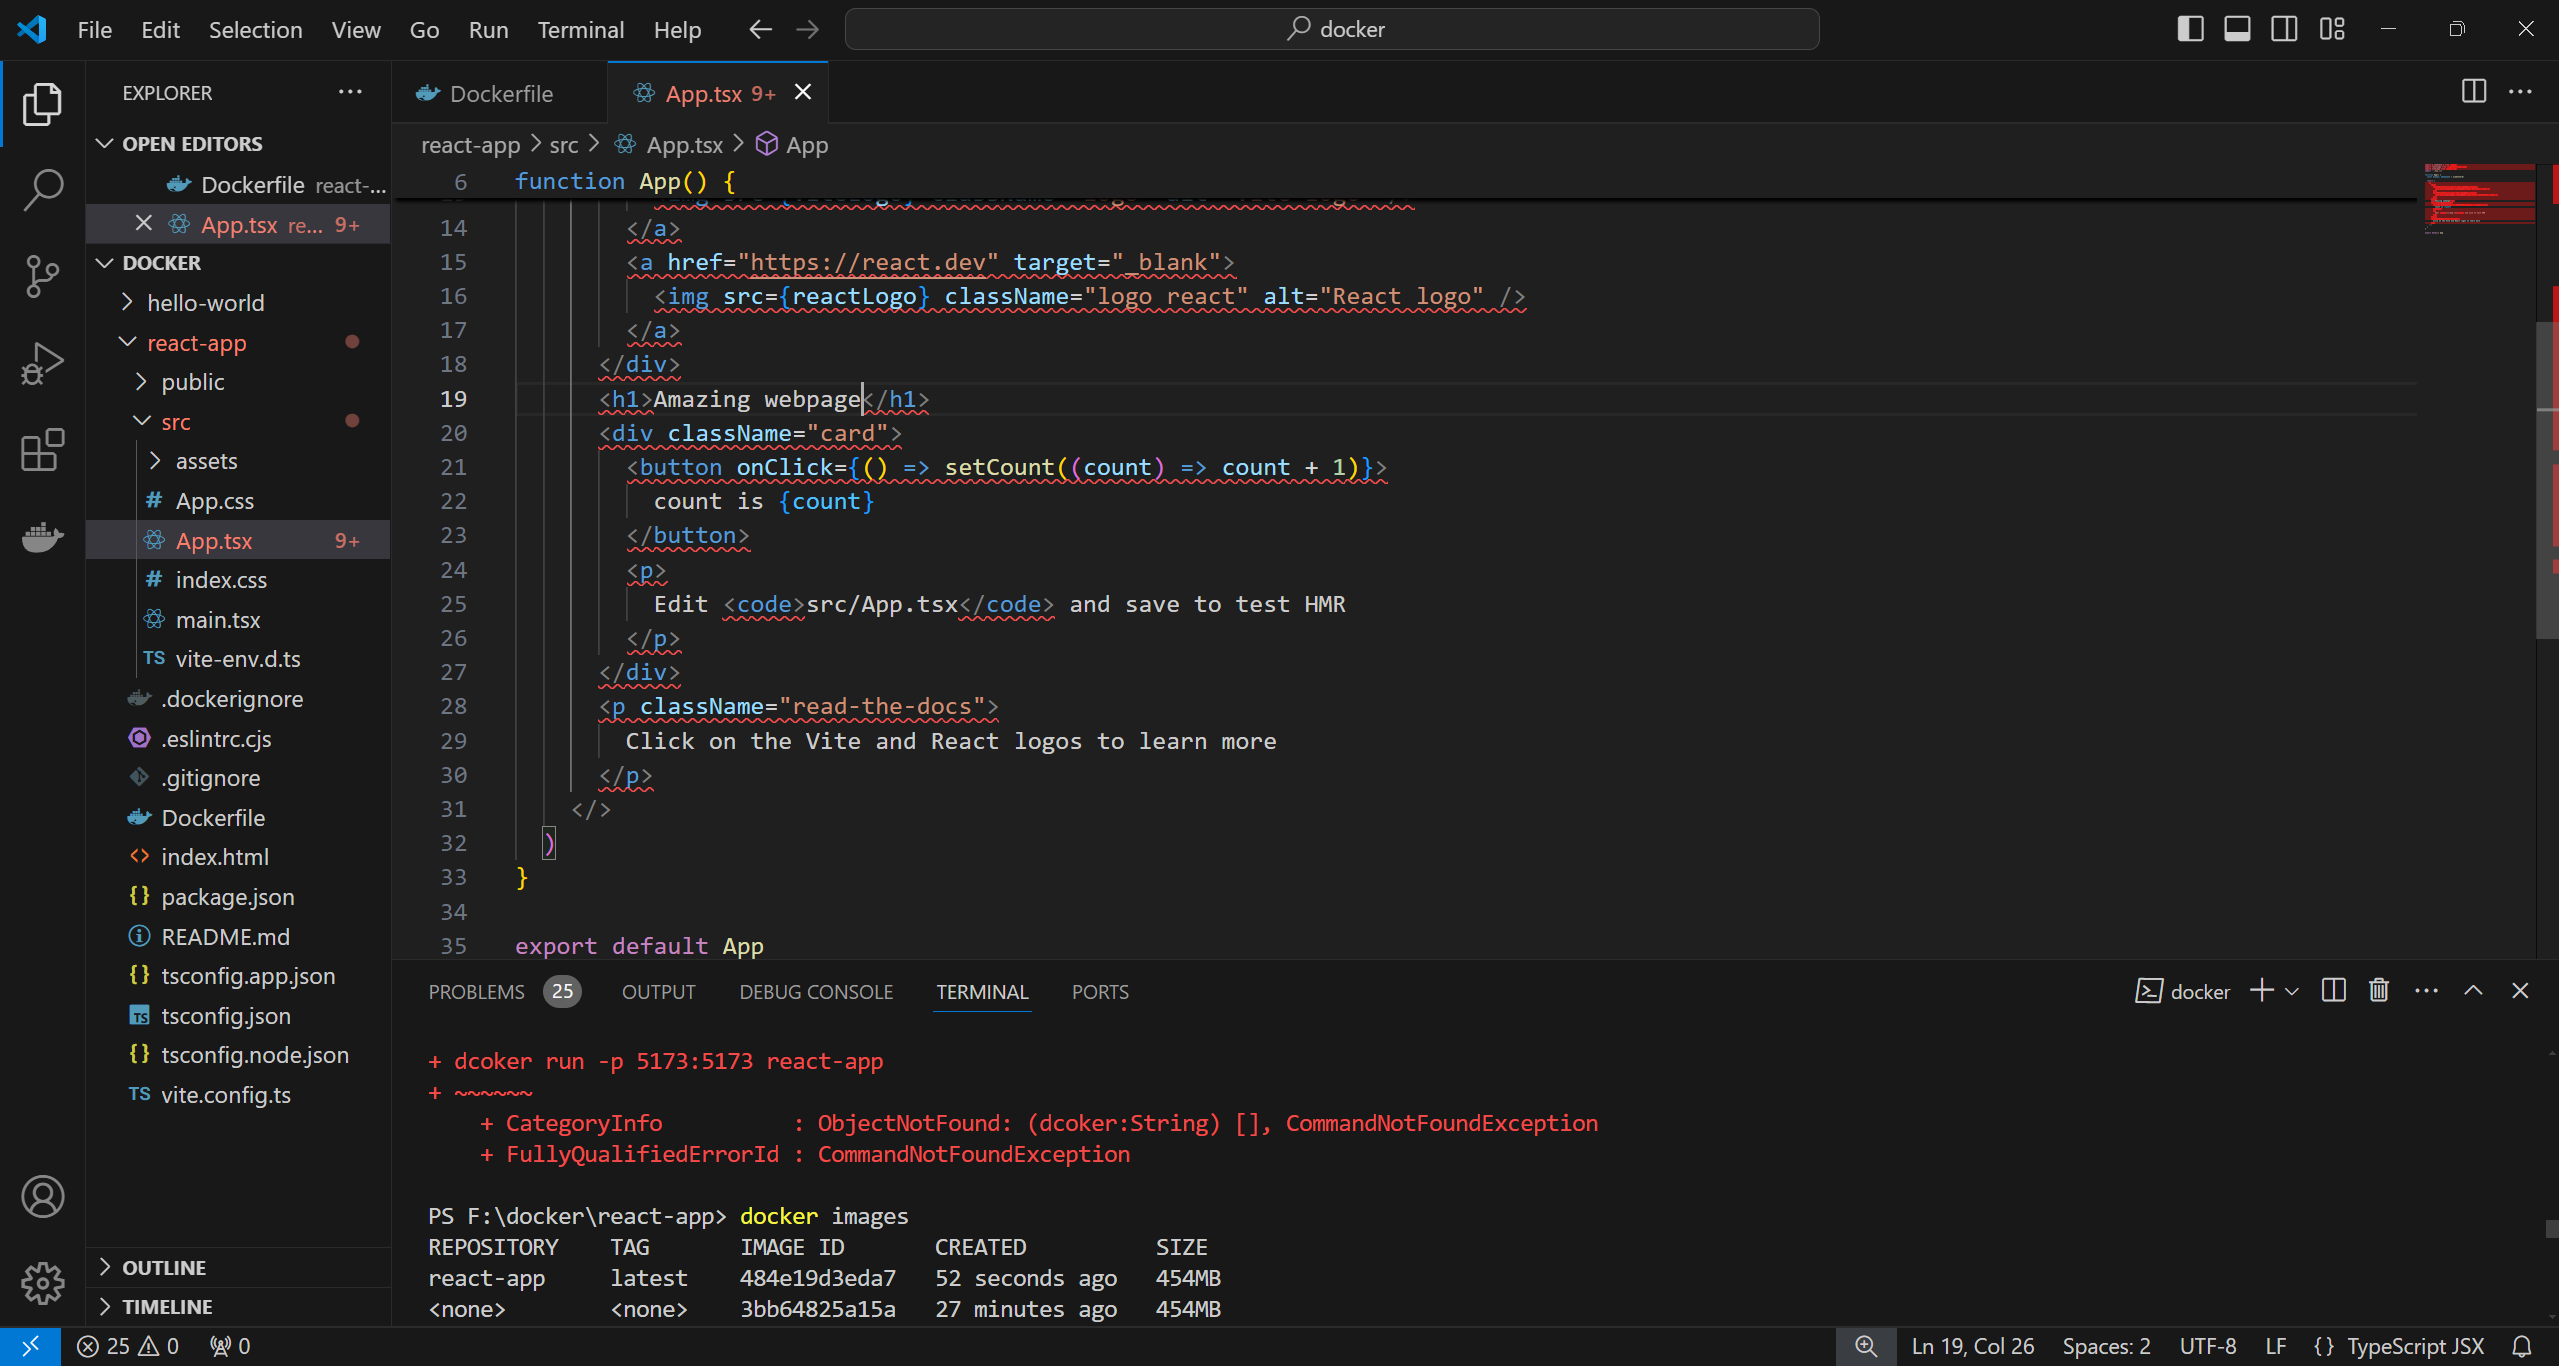 File Edit Selection View Go Run Terminal Help
docker
EXPLORER
OPEN EDITORS
Dockerfile react-...
App.tsx re... 9+
DOCKER
hello-world
react-app
public
src
assets
App.css
App.tsx 9+
index.css
main.tsx
TS vite-env.d.ts
.dockerignore
.eslintrc.cjs
.gitignore
Dockerfile
index.html
package.json
README.md
tsconfig.app.json
tsconfig.json
tsconfig.node.json
TS vite.config.ts
OUTLINE
TIMELINE
Dockerfile
App.tsx 9+
react-app > src > App.tsx > App
6 function App() {
14 </a>
15 <a href="https://react.dev" target="_blank">
16 <img src={reactLogo} className="logo react" alt="React logo" />
17 </a>
18 </div>
19 <h1>Amazing webpage</h1>
20 <div className="card">
21 <button onClick={() => setCount((count) => count + 1)}>
22 count is {count}
23 </button>
24 <p>
25 Edit <code>src/App.tsx</code> and save to test HMR
26 </p>
27 </div>
28 <p className="read-the-docs">
29 Click on the Vite and React logos to learn more
30 </p>
31 </>
32 )
33 }
34
35 export default App
PROBLEMS 25 OUTPUT DEBUG CONSOLE TERMINAL PORTS
docker
+ dcoker run -p 5173:5173 react-app
+ ~~~~~~
+ CategoryInfo : ObjectNotFound: (dcoker:String) [], CommandNotFoundException
+ FullyQualifiedErrorId : CommandNotFoundException
PS F:\docker\react-app> docker images
REPOSITORY TAG IMAGE ID CREATED SIZE
react-app latest 484e19d3eda7 52 seconds ago 454MB
<none> <none> 3bb64825a15a 27 minutes ago 454MB
25 0 0
Ln 19, Col 26 Spaces: 2 UTF-8 LF {} TypeScript JSX